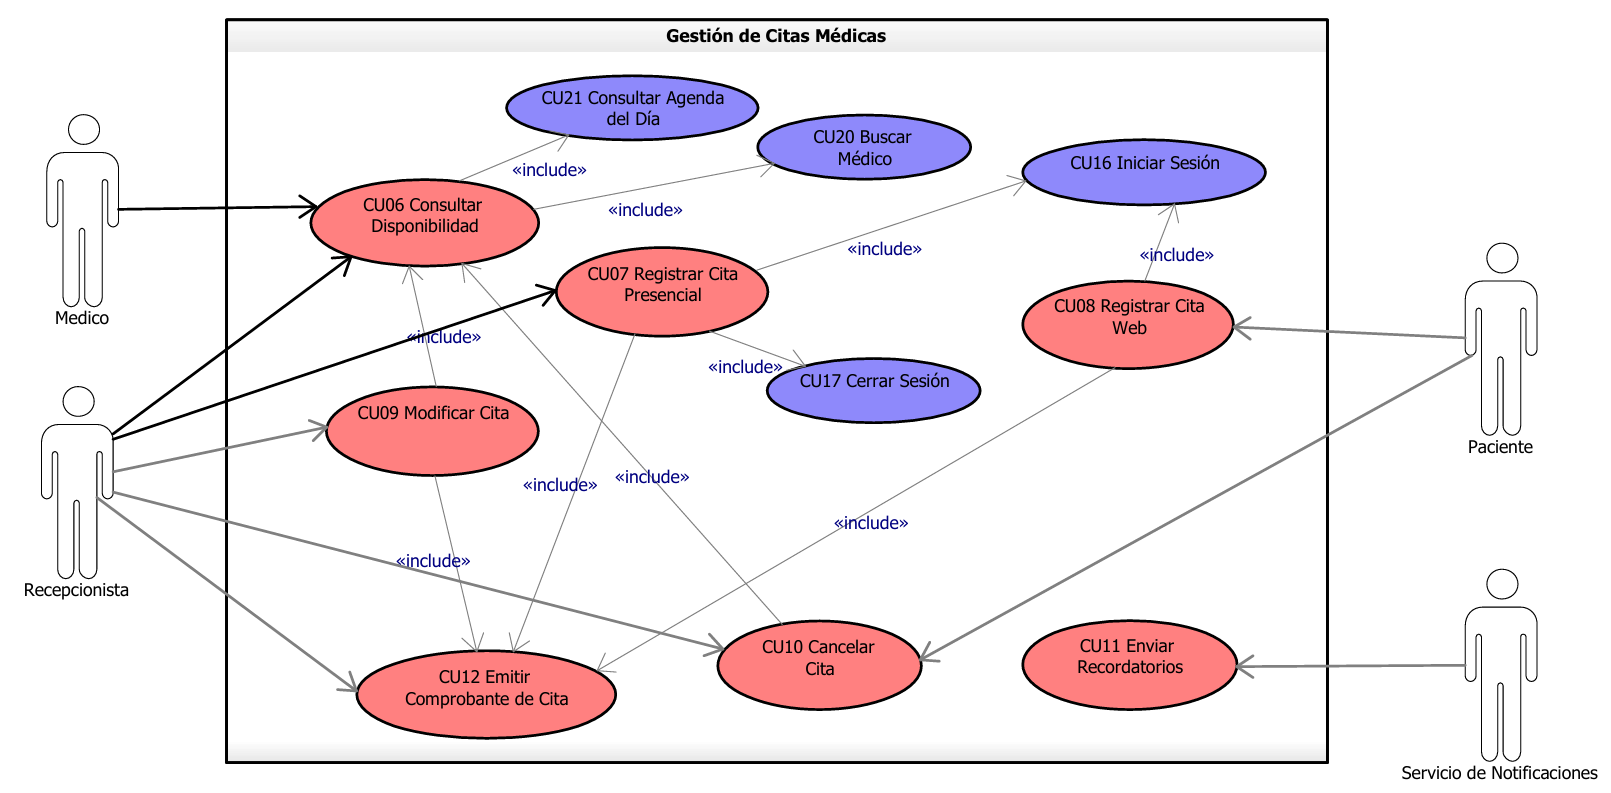 Gestión de Citas Médicas
CU21 Consultar Agenda
del Día
CU20 Buscar
Médico
CU16 Iniciar Sesión
«include»
«include»
CU06 Consultar
Disponibilidad
«include»
«include»
CU07 Registrar Cita
Presencial
CU08 Registrar Cita
Web
Medico
«include»
«include»
CU17 Cerrar Sesión
CU09 Modificar Cita
Paciente
«include»
«include»
«include»
«include»
Recepcionista
CU10 Cancelar
Cita
CU11 Enviar
Recordatorios
CU12 Emitir
Comprobante de Cita
Servicio de Notificaciones